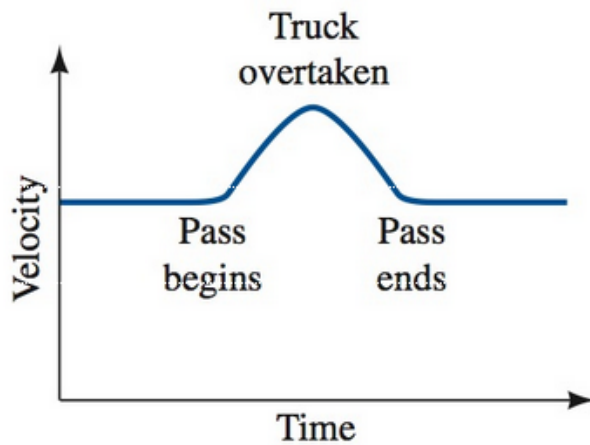 Truck
overtaken
Velocity
Pass
begins
Pass
ends
Time